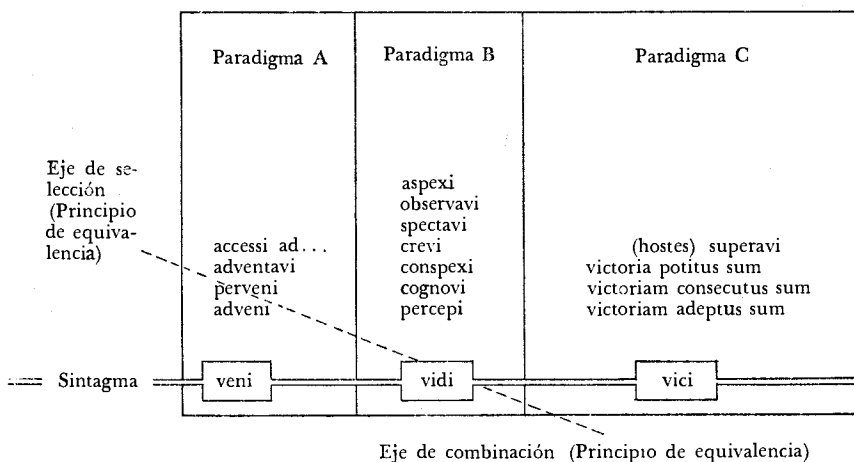 Paradigma A
Paradigma B
Paradigma C
Eje de se-
lección
(Principio
de equiva-
lencia)
accessi ad...
adventavi
perveni
adveni
aspexi
observavi
spectavi
crevi
conspexi
cognovi
percepi
(hostes) superavi
victoria potitus sum
victoriam consecutus sum
victoriam adeptus sum
Sintagma
veni
vidi
vici
Eje de combinación (Principio de equivalencia)